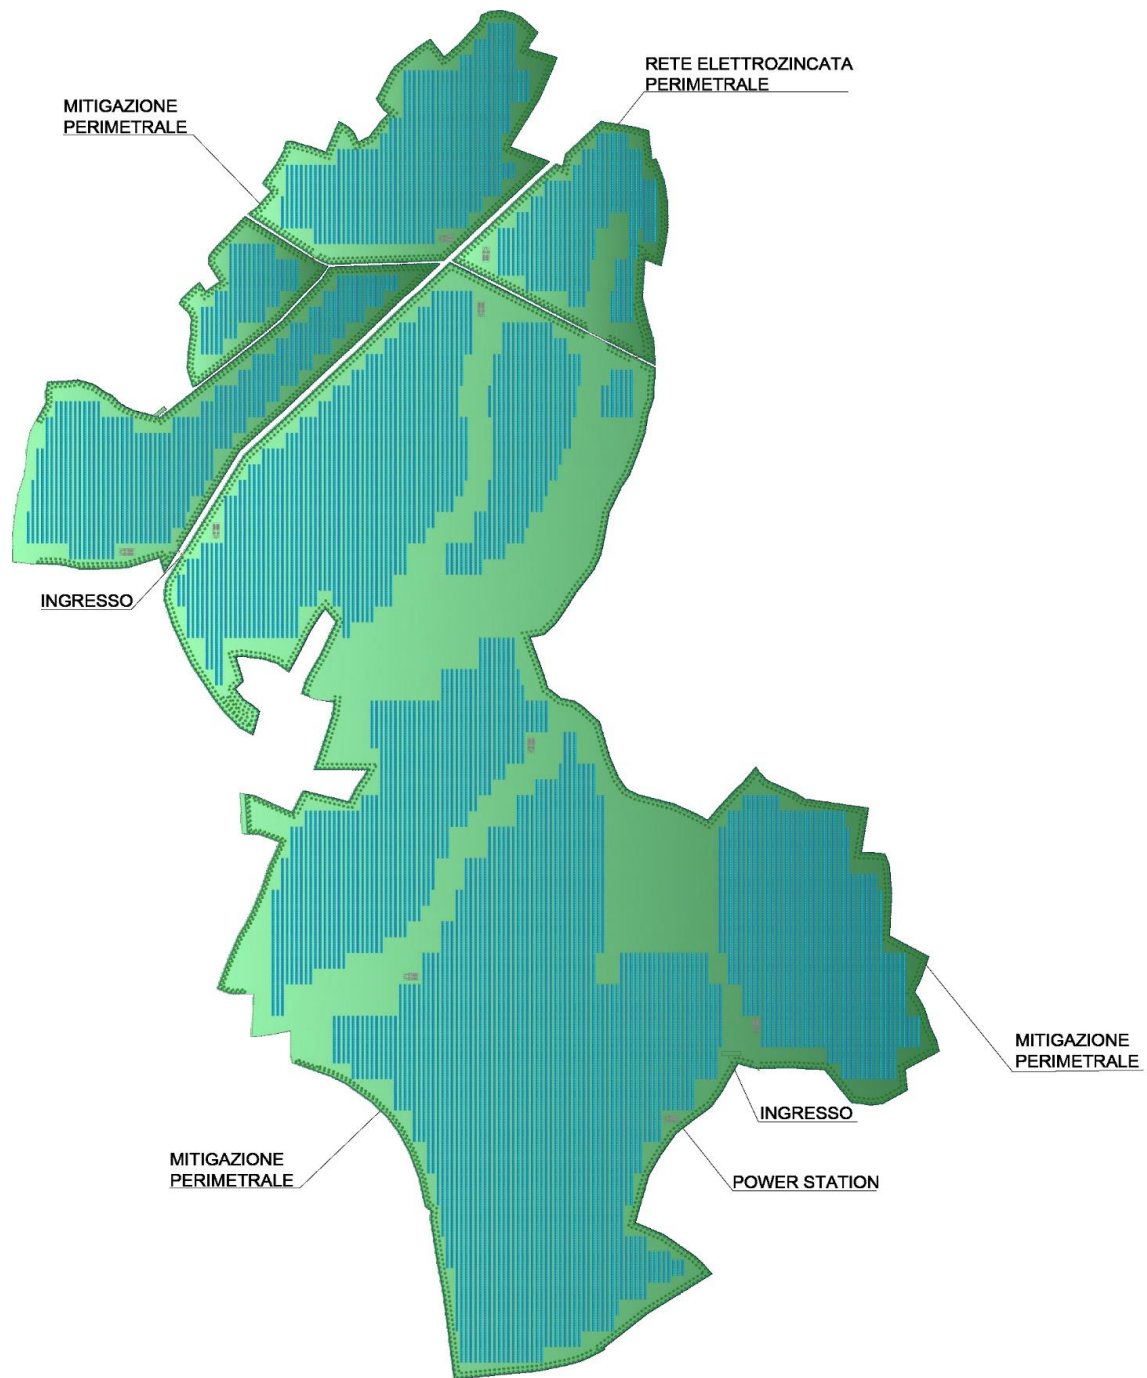 RETE ELETTROZINCATA
PERIMETRALE
MITIGAZIONE
PERIMETRALE
INGRESSO
MITIGAZIONE
PERIMETRALE
INGRESSO
MITIGAZIONE
PERIMETRALE
POWER STATION